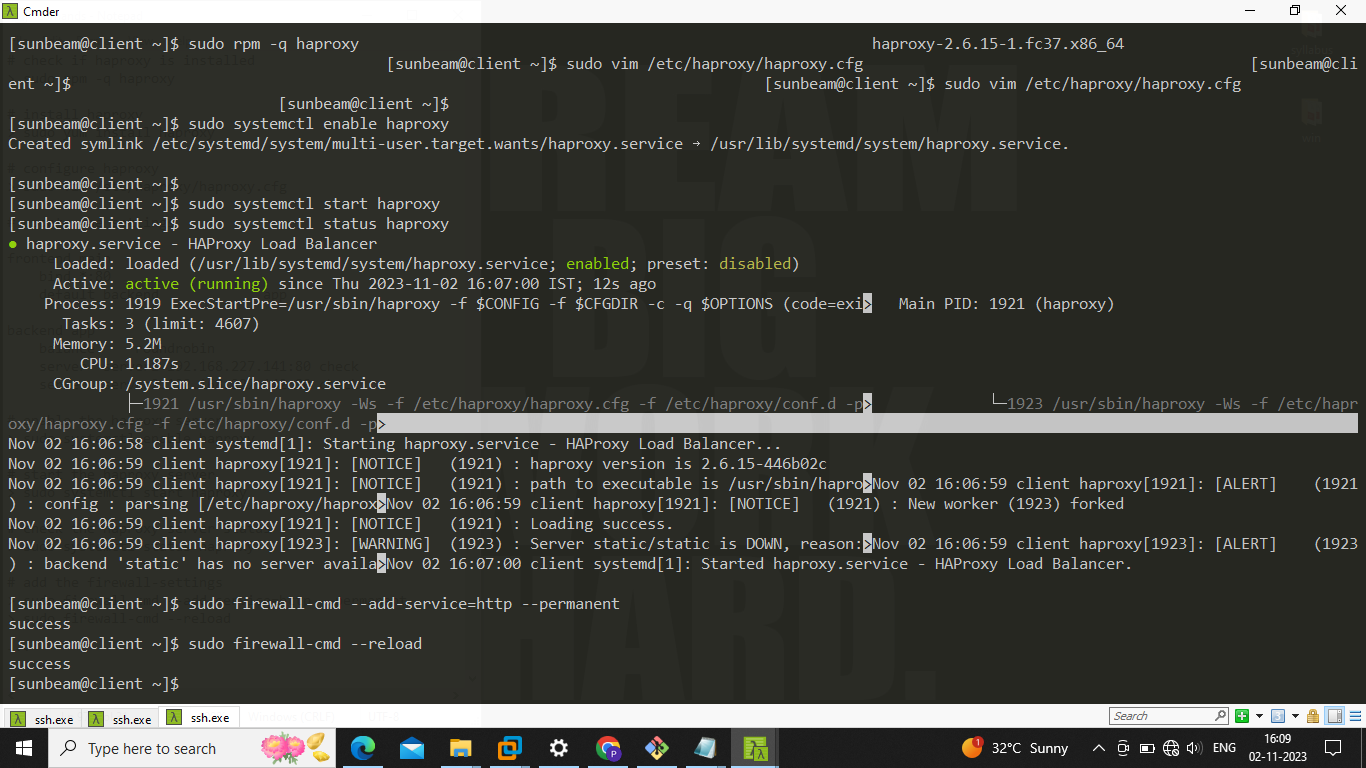 Cmder
[sunbeam@client ~]$ sudo rpm -q haproxy haproxy-2.6.15-1.fc37.x86_64
[sunbeam@client ~]$ sudo vim /etc/haproxy/haproxy.cfg [sunbeam@cli
ent ~]$ [sunbeam@client ~]$ sudo vim /etc/haproxy/haproxy.cfg
[sunbeam@client ~]$
[sunbeam@client ~]$ sudo systemctl enable haproxy
Created symlink /etc/systemd/system/multi-user.target.wants/haproxy.service → /usr/lib/systemd/system/haproxy.service.
[sunbeam@client ~]$
[sunbeam@client ~]$ sudo systemctl start haproxy
[sunbeam@client ~]$ sudo systemctl status haproxy
● haproxy.service - HAProxy Load Balancer
Loaded: loaded (/usr/lib/systemd/system/haproxy.service; enabled; preset: disabled)
Active: active (running) since Thu 2023-11-02 16:07:00 IST; 12s ago
Process: 1919 ExecStartPre=/usr/sbin/haproxy -f $CONFIG -f $CFGDIR -c -q $OPTIONS (code=exi> Main PID: 1921 (haproxy)
Tasks: 3 (limit: 4607)
Memory: 5.2M
CPU: 1.187s
CGroup: /system.slice/haproxy.service
├─1921 /usr/sbin/haproxy -Ws -f /etc/haproxy/haproxy.cfg -f /etc/haproxy/conf.d -p> └─1923 /usr/sbin/haproxy -Ws -f /etc/hapr
oxy/haproxy.cfg -f /etc/haproxy/conf.d -p>
Nov 02 16:06:58 client systemd[1]: Starting haproxy.service - HAProxy Load Balancer...
Nov 02 16:06:59 client haproxy[1921]: [NOTICE] (1921) : haproxy version is 2.6.15-446b02c
Nov 02 16:06:59 client haproxy[1921]: [NOTICE] (1921) : path to executable is /usr/sbin/hapro>Nov 02 16:06:59 client haproxy[1921]: [ALERT] (1921
) : config : parsing [/etc/haproxy/haprox>Nov 02 16:06:59 client haproxy[1921]: [NOTICE] (1921) : New worker (1923) forked
Nov 02 16:06:59 client haproxy[1921]: [NOTICE] (1921) : Loading success.
Nov 02 16:06:59 client haproxy[1923]: [WARNING] (1923) : Server static/static is DOWN, reason:>Nov 02 16:06:59 client haproxy[1923]: [ALERT] (1923
) : backend 'static' has no server availa>Nov 02 16:07:00 client systemd[1]: Started haproxy.service - HAProxy Load Balancer.
[sunbeam@client ~]$ sudo firewall-cmd --add-service=http --permanent
success
[sunbeam@client ~]$ sudo firewall-cmd --reload
success
[sunbeam@client ~]$
ssh.exe ssh.exe ssh.exe Search
Type here to search 32°C Sunny ENG 16:09
02-11-2023